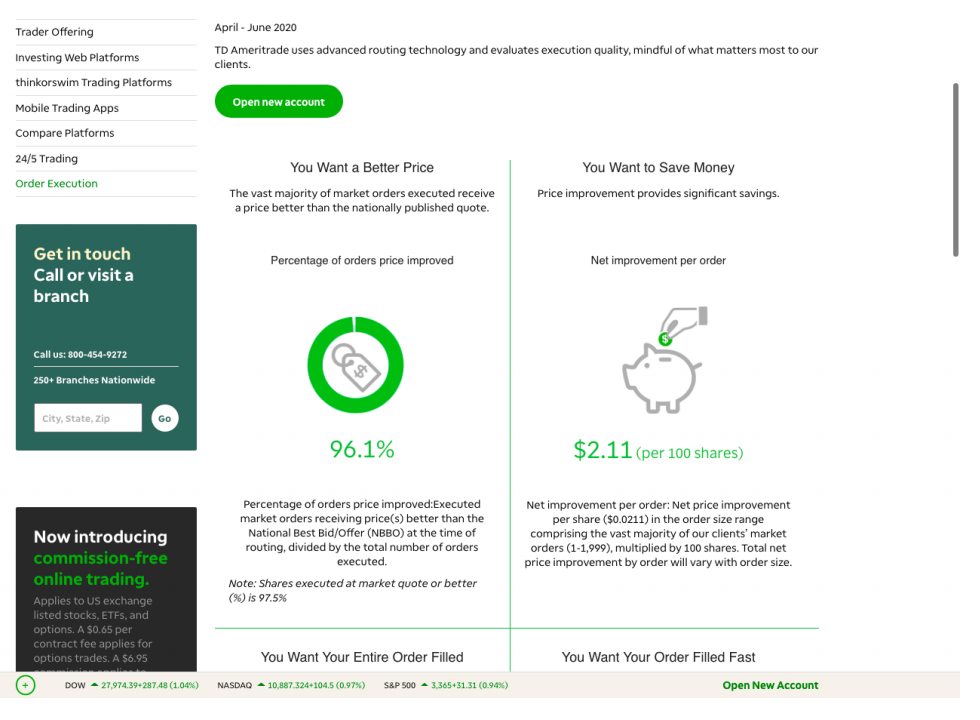 Trader Offering
Investing Web Platforms
thinkorswim Trading Platforms
Mobile Trading Apps
Compare Platforms
24/5 Trading
Order Execution
Get in touch
Call or visit a
branch
Call us: 800-454-9272
250+ Branches Nationwide
City, State, Zip
Go
Now introducing
commission-free
online trading.
Applies to US exchange
listed stocks, ETFs, and
options. A $0.65 per
contract fee applies for
options trades. A $6.95
April - June 2020
TD Ameritrade uses advanced routing technology and evaluates execution quality, mindful of what matters most to our
clients.
Open new account
You Want a Better Price
The vast majority of market orders executed receive
a price better than the nationally published quote.
Percentage of orders price improved
$
96.1%
Percentage of orders price improved:Executed
market orders receiving price(s) better than the
National Best Bid/Offer (NBBO) at the time of
routing, divided by the total number of orders
executed.
Note: Shares executed at market quote or better
(%) is 97.5%
You Want to Save Money
Price improvement provides significant savings.
Net improvement per order
$
$2.11 (per 100 shares)
Net improvement per order: Net price improvement
per share ($0.0211) in the order size range
comprising the vast majority of our clients' market
orders (1-1,999), multiplied by 100 shares. Total net
price improvement by order will vary with order size.
You Want Your Entire Order Filled
You Want Your Order Filled Fast
+ DOW 27,974.39+287.48 (1.04%) NASDAQ 10,887.324+104.5 (0.97%) S&P 500 3,365+31.31 (0.94%) Open New Account